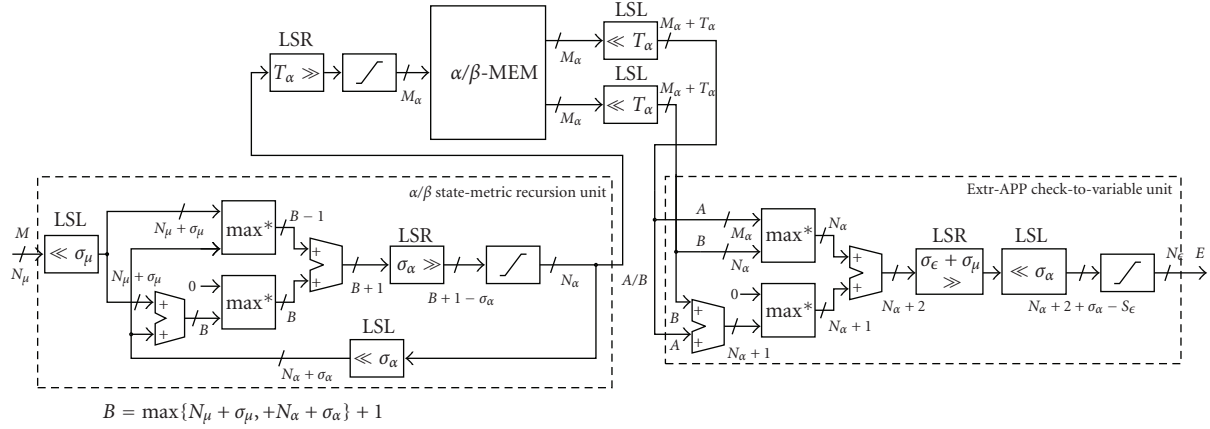 LSR
T_α ≫
M_α
α/β-MEM
M_α
LSL
≪ T_α
M_α + T_α
M_α
LSL
≪ T_α
M_α + T_α
α/β state-metric recursion unit
M
N_μ
LSL
≪ σ_μ
N_μ + σ_μ
max*
B − 1
N_μ + σ_μ
0
max*
B
B
+
+
+
+
B + 1
LSR
σ_α ≫
B + 1 − σ_α
N_α
A/B
LSL
≪ σ_α
N_α + σ_α
B = max{N_μ + σ_μ, +N_α + σ_α} + 1
Extr-APP check-to-variable unit
A
M_α
B
N_α
max*
N_α
0
max*
N_α + 1
B
A
+
+
N_α + 1
+
+
N_α + 2
LSR
σ_ϵ + σ_μ
≫
LSL
≪ σ_α
N_α + 2 + σ_α − S_ϵ
N_ϵ
E